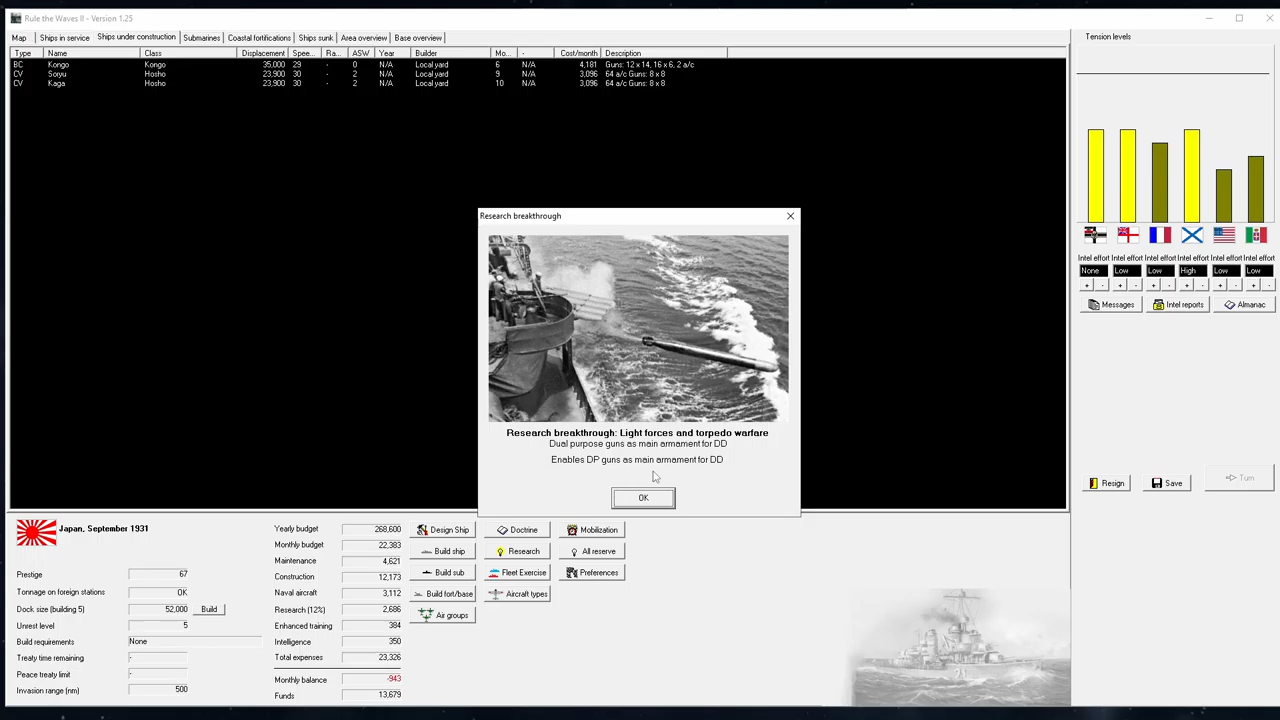 Rule the Waves II - Version 1.25
Map Ships in service Ships under construction Submarines Coastal fortifications Ships sunk Area overview Base overview
Type Name Class Displacement Spee... Ra... ASW Year Builder Mo... - Cost/month Description
BC Kongo Kongo 35,000 29 - 0 N/A Local yard 6 N/A 4,181 Guns: 12 x 14, 16 x 6, 2 a/c
CV Soryu Hosho 23,900 30 - 2 N/A Local yard 9 N/A 3,096 64 a/c Guns: 8 x 8
CV Kaga Hosho 23,900 30 - 2 N/A Local yard 10 N/A 3,096 64 a/c Guns: 8 x 8
Tension levels
Intel effort Intel effort Intel effort Intel effort Intel effort Intel effort
None Low Low High Low Low
+ - + - + - + - + - + -
Messages Intel reports Almanac
Resign Save Turn
Research breakthrough
Research breakthrough: Light forces and torpedo warfare
Dual purpose guns as main armament for DD
Enables DP guns as main armament for DD
OK
Japan, September 1931
Prestige 67
Tonnage on foreign stations OK
Dock size (building 5) 52,000 Build
Unrest level 5
Build requirements None
Treaty time remaining -
Peace treaty limit -
Invasion range (nm) 500
Yearly budget 268,600
Monthly budget 22,383
Maintenance 4,621
Construction 12,173
Naval aircraft 3,112
Research (12%) 2,686
Enhanced training 384
Intelligence 350
Total expenses 23,326
Monthly balance -943
Funds 13,679
Design Ship Doctrine Mobilization
Build ship Research All reserve
Build sub Fleet Exercise Preferences
Build fort/base Aircraft types
Air groups
71